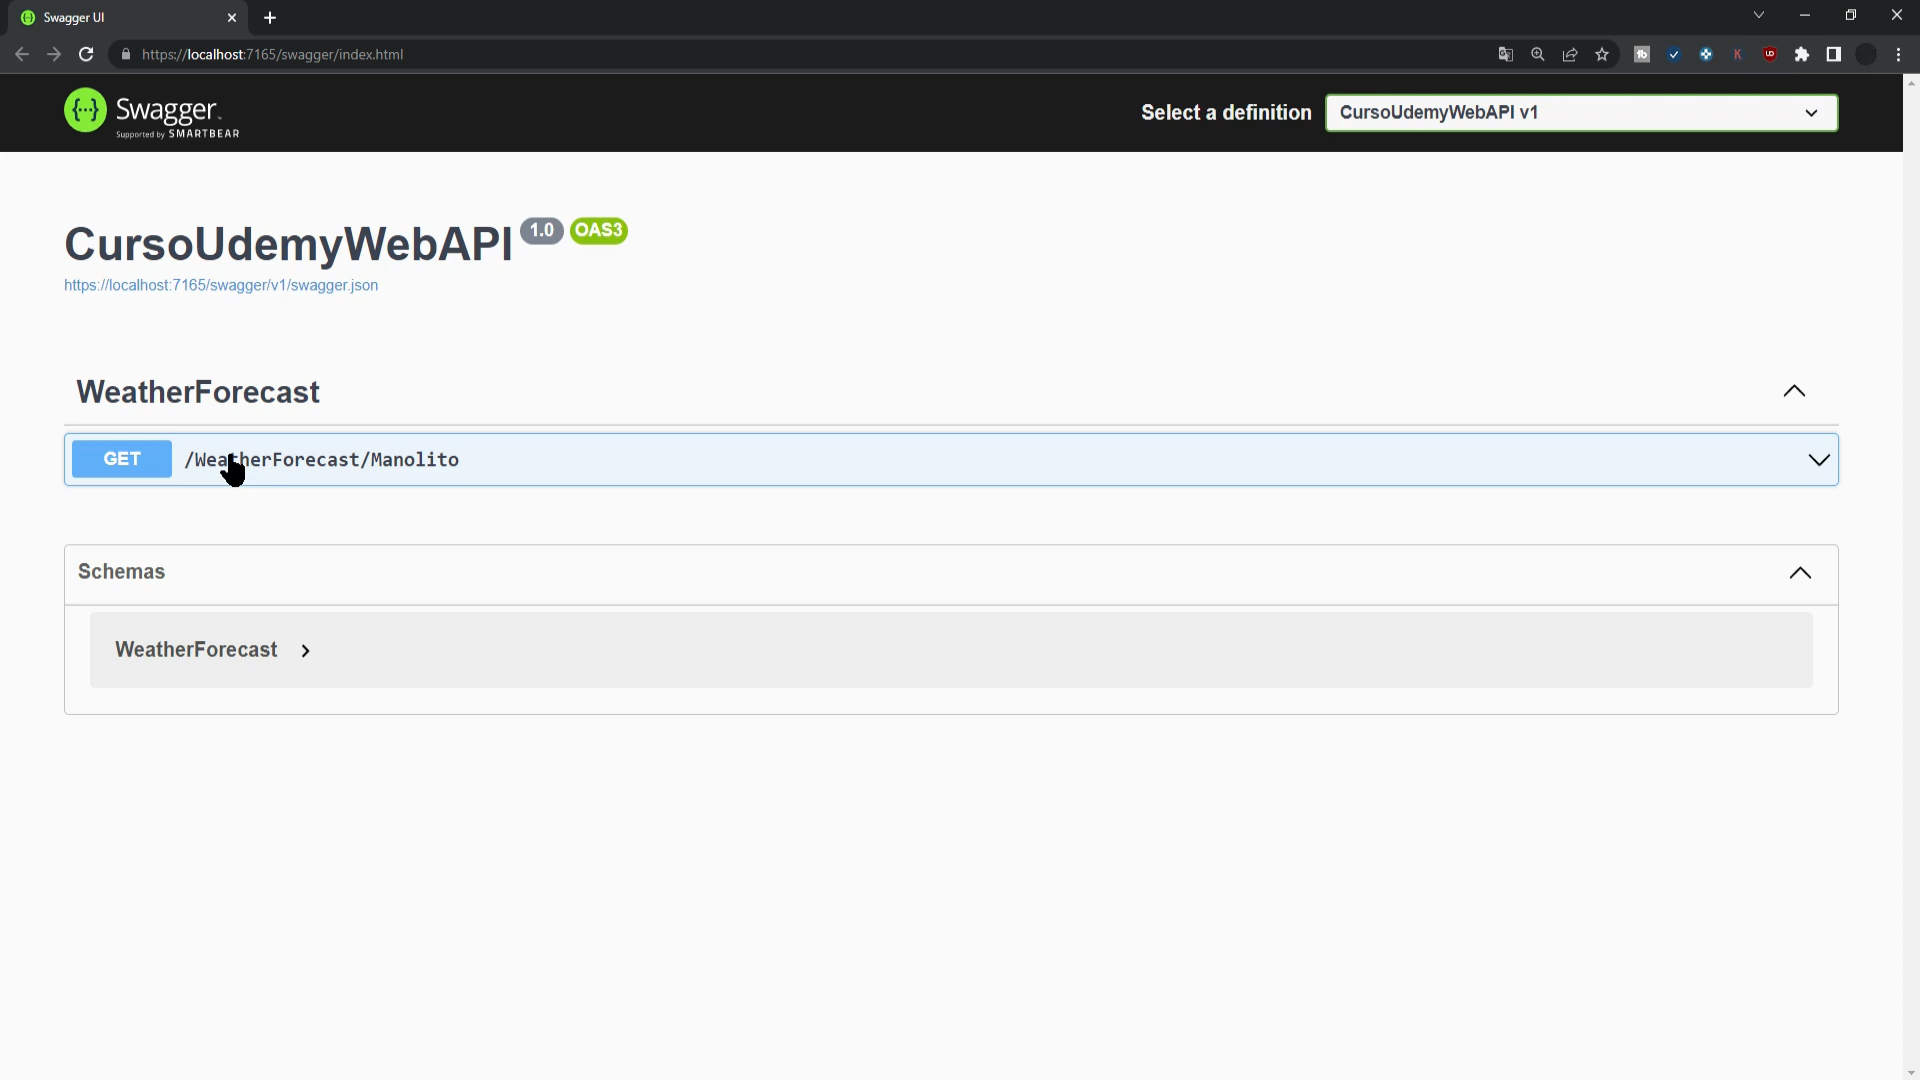 Swagger UI
https://localhost:7165/swagger/index.html
Swagger.
Supported by SMARTBEAR
Select a definition
CursoUdemyWebAPI v1
CursoUdemyWebAPI 1.0 OAS3
https://localhost:7165/swagger/v1/swagger.json
WeatherForecast
GET /WeatherForecast/Manolito
Schemas
WeatherForecast